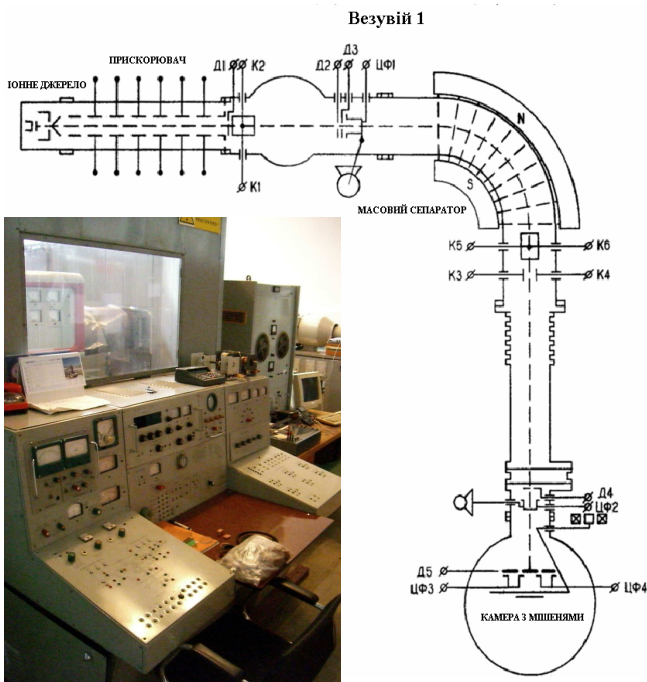 Везувій 1
ПРИСКОРЮВАЧ
ІОННЕ ДЖЕРЕЛО
Д1 К2
Д2
Д3
ЦФ1
К1
N
S
МАСОВИЙ СЕПАРАТОР
К5
К6
К3
К4
Д4
ЦФ2
Д5
ЦФ3
ЦФ4
КАМЕРА З МІШЕНЯМИ